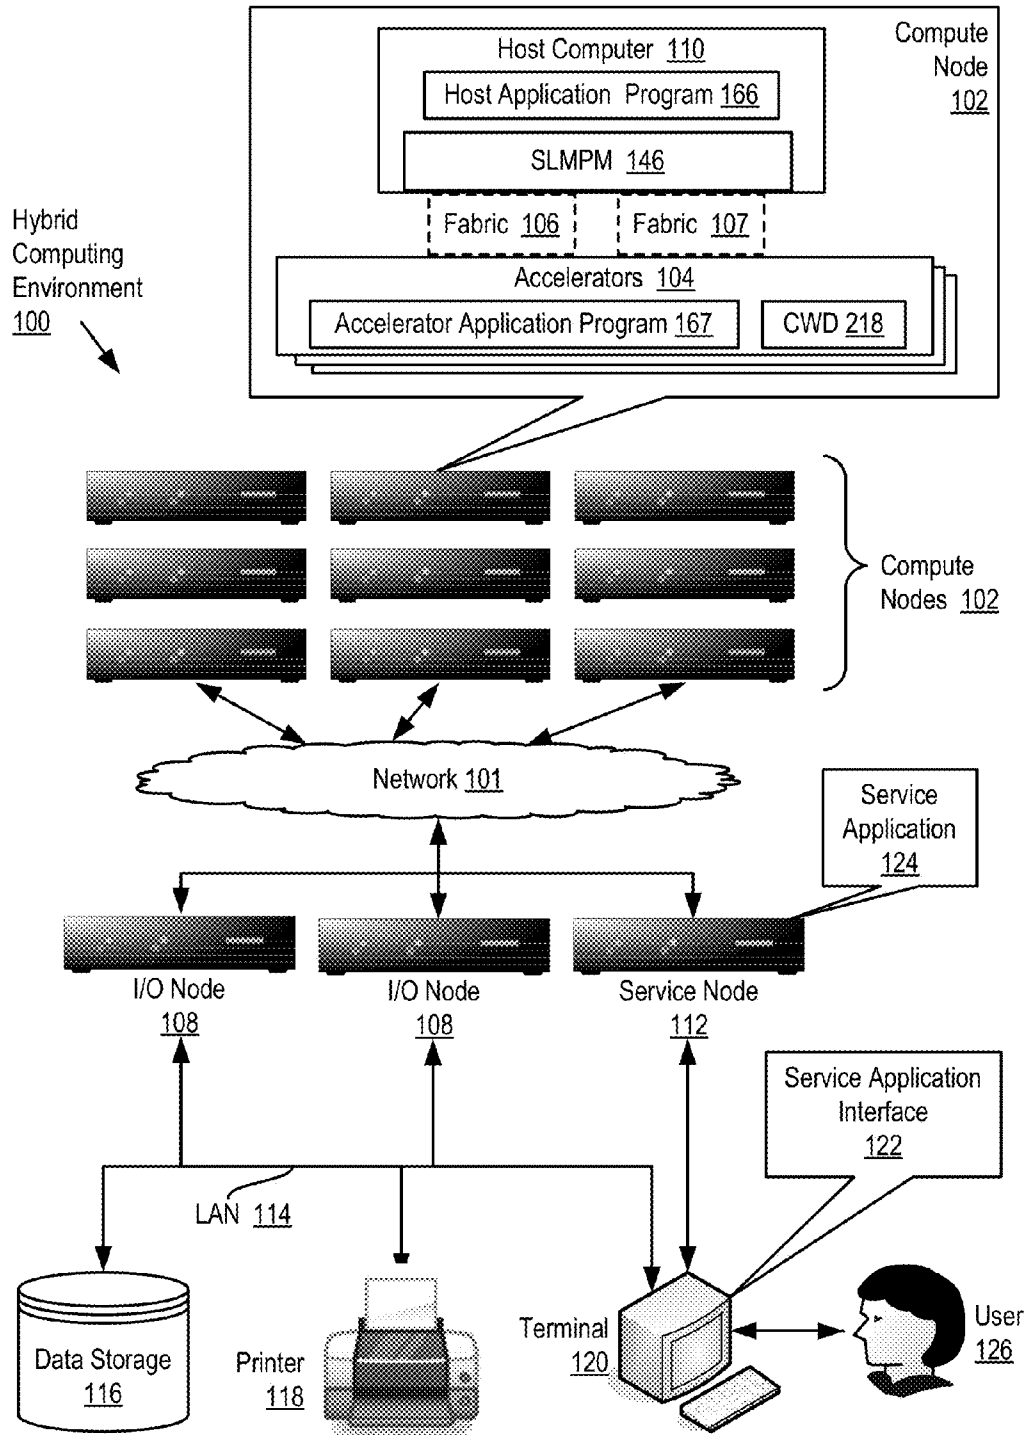 Host Computer 110
Compute
Node
102
Host Application Program 166
SLMPM 146
Fabric 106
Fabric 107
Hybrid
Computing
Environment
100
Accelerators 104
Accelerator Application Program 167
CWD 218
Compute
Nodes 102
Network 101
Service
Application
124
I/O Node
108
I/O Node
108
Service Node
112
Service Application
Interface
122
LAN 114
Data Storage
116
Printer
118
Terminal
120
User
126